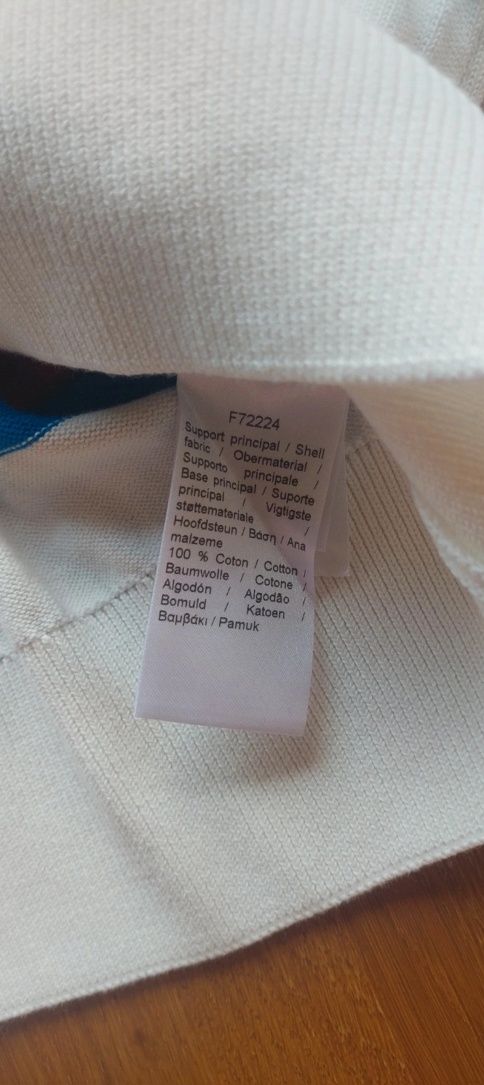 F72224
Support principal / Shell
fabric / Obermaterial /
Supporto principale /
Base principal / Suporte
principal / Vigtigste
støttemateriale /
Hoofdsteun / Βάση / Ana
malzeme
100 % Coton / Cotton /
Baumwolle / Cotone /
Algodón / Algodão /
Bomuld / Katoen /
Βαμβάκι / Pamuk